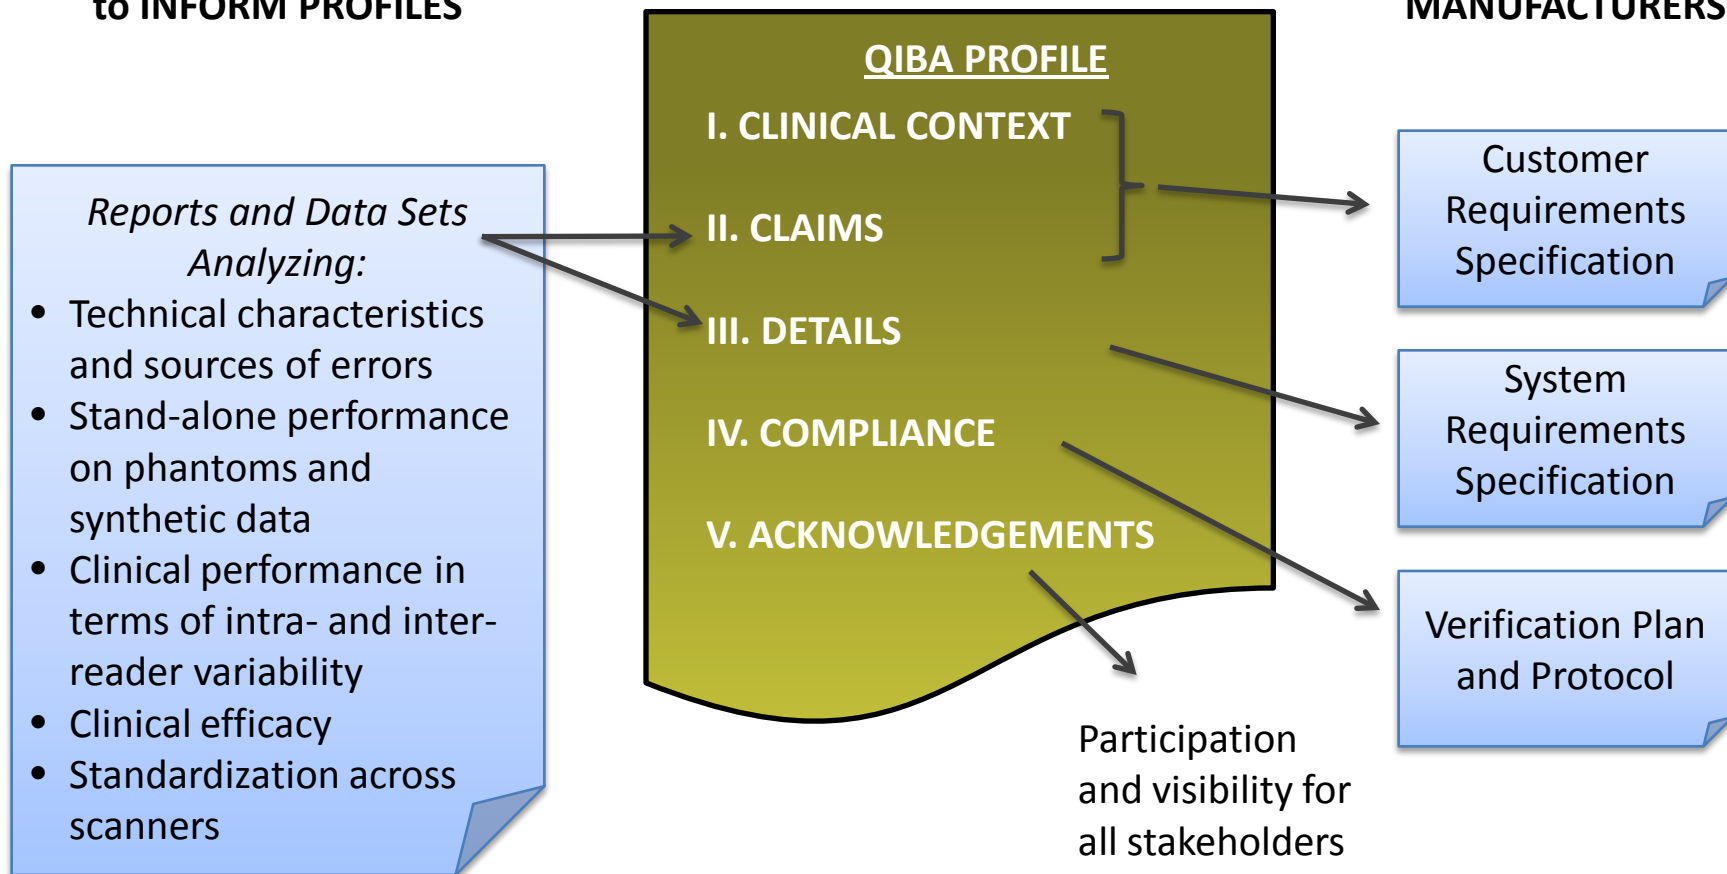 to INFORM PROFILES
MANUFACTURERS
QIBA PROFILE
I. CLINICAL CONTEXT
II. CLAIMS
III. DETAILS
IV. COMPLIANCE
V. ACKNOWLEDGEMENTS
Reports and Data Sets
Analyzing:
• Technical characteristics
and sources of errors
• Stand-alone performance
on phantoms and
synthetic data
• Clinical performance in
terms of intra- and inter-
reader variability
• Clinical efficacy
• Standardization across
scanners
Customer
Requirements
Specification
System
Requirements
Specification
Verification Plan
and Protocol
Participation
and visibility for
all stakeholders